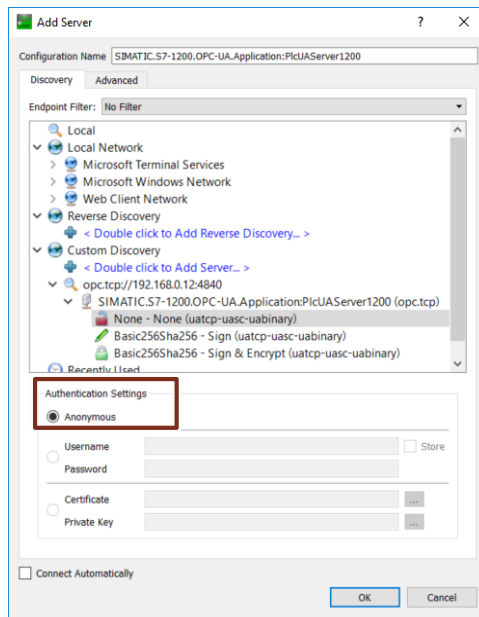 Add Server
? ×
Configuration Name SIMATIC.S7-1200.OPC-UA.Application:PlcUAServer1200
Discovery Advanced
Endpoint Filter: No Filter
Local
Local Network
Microsoft Terminal Services
Microsoft Windows Network
Web Client Network
Reverse Discovery
< Double click to Add Reverse Discovery... >
Custom Discovery
< Double click to Add Server... >
opc.tcp://192.168.0.12:4840
SIMATIC.S7-1200.OPC-UA.Application:PlcUAServer1200 (opc.tcp)
None - None (uatcp-uasc-uabinary)
Basic256Sha256 - Sign (uatcp-uasc-uabinary)
Basic256Sha256 - Sign & Encrypt (uatcp-uasc-uabinary)
Recently Used
Authentication Settings
Anonymous
Username Store
Password
Certificate ...
Private Key ...
Connect Automatically
OK Cancel